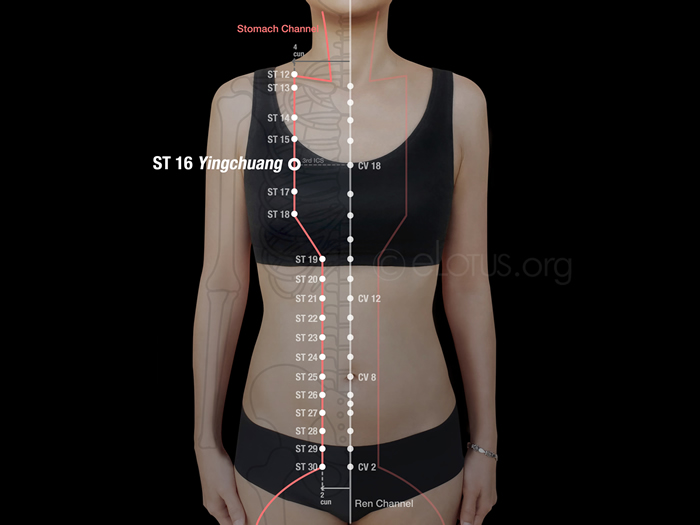 Stomach Channel
4
cun
ST 12
ST 13
ST 14
ST 15
ST 16 Yingchuang
3rd ICS
CV 18
ST 17
ST 18
ST 19
© eLotus.org
ST 20
ST 21
CV 12
ST 22
ST 23
ST 24
ST 25
CV 8
ST 26
ST 27
ST 28
ST 29
ST 30
CV 2
2
cun
Ren Channel